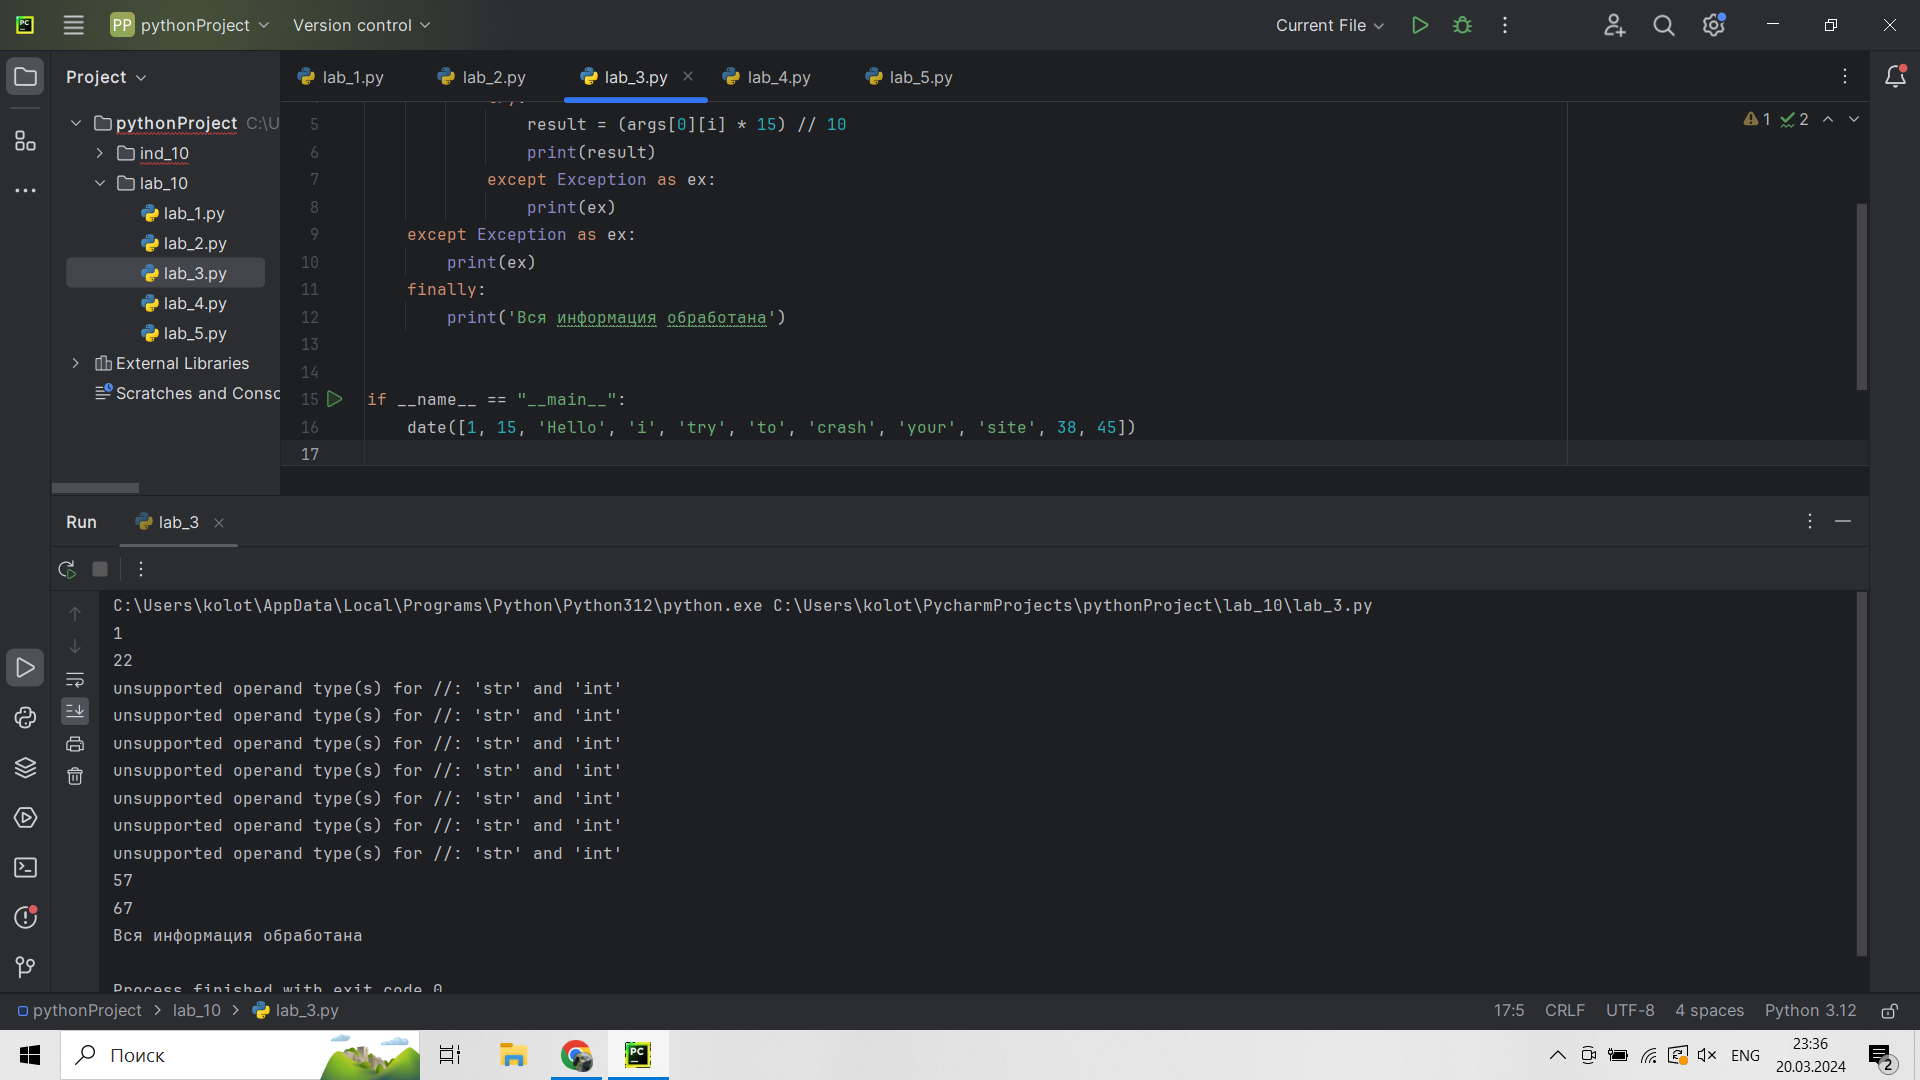 PP pythonProject Version control Current File
Project
lab_1.py lab_2.py lab_3.py lab_4.py lab_5.py
pythonProject C:\U
ind_10
lab_10
lab_1.py
lab_2.py
lab_3.py
lab_4.py
lab_5.py
External Libraries
Scratches and Consc
1 2
5 result = (args[0][i] * 15) // 10
6 print(result)
7 except Exception as ex:
8 print(ex)
9 except Exception as ex:
10 print(ex)
11 finally:
12 print('Вся информация обработана')
13
14
15 if __name__ == "__main__":
16 date([1, 15, 'Hello', 'i', 'try', 'to', 'crash', 'your', 'site', 38, 45])
17
Run lab_3
C:\Users\kolot\AppData\Local\Programs\Python\Python312\python.exe C:\Users\kolot\PycharmProjects\pythonProject\lab_10\lab_3.py
1
22
unsupported operand type(s) for //: 'str' and 'int'
unsupported operand type(s) for //: 'str' and 'int'
unsupported operand type(s) for //: 'str' and 'int'
unsupported operand type(s) for //: 'str' and 'int'
unsupported operand type(s) for //: 'str' and 'int'
unsupported operand type(s) for //: 'str' and 'int'
unsupported operand type(s) for //: 'str' and 'int'
57
67
Вся информация обработана
Process finished with exit code 0
pythonProject > lab_10 > lab_3.py 17:5 CRLF UTF-8 4 spaces Python 3.12
Поиск
ENG
23:36
20.03.2024
2